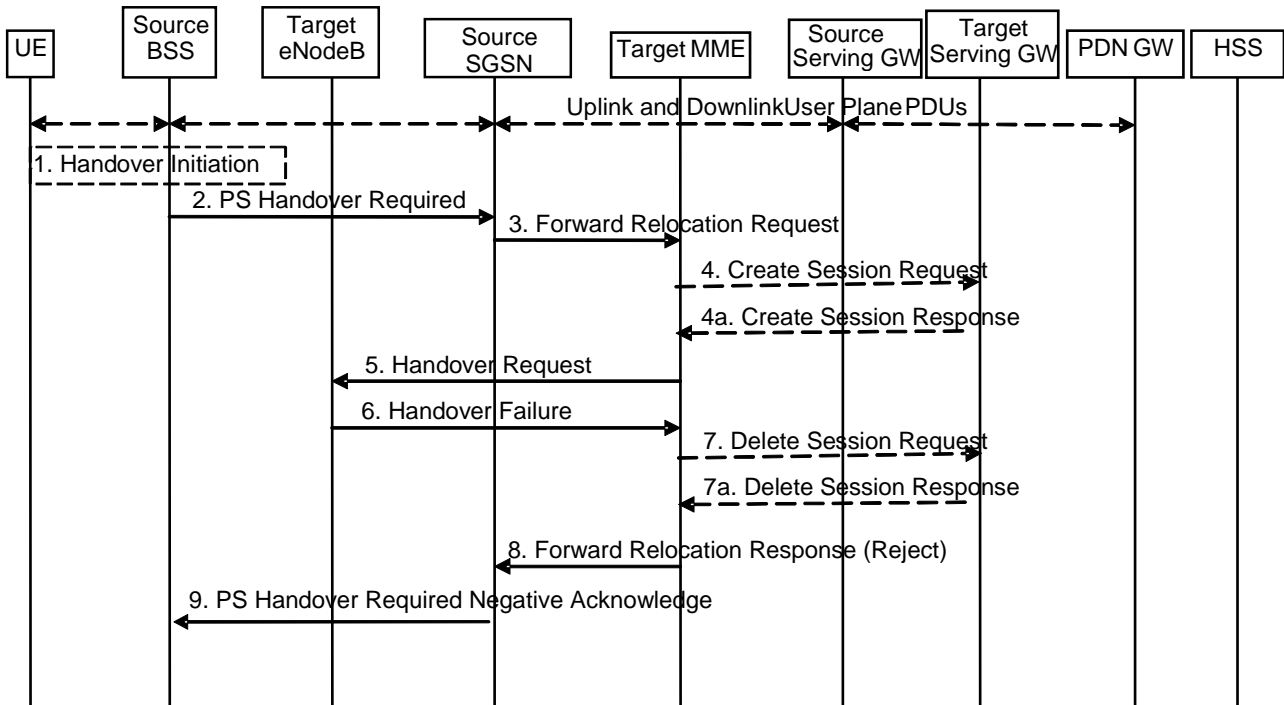 UE
Source
BSS
Target
eNodeB
Source
SGSN
Target MME
Source
Serving GW
Target
Serving GW
PDN GW
HSS
Uplink and DownlinkUser Plane PDUs
1. Handover Initiation
2. PS Handover Required
3. Forward Relocation Request
4. Create Session Request
4a. Create Session Response
5. Handover Request
6. Handover Failure
7. Delete Session Request
7a. Delete Session Response
8. Forward Relocation Response (Reject)
9. PS Handover Required Negative Acknowledge